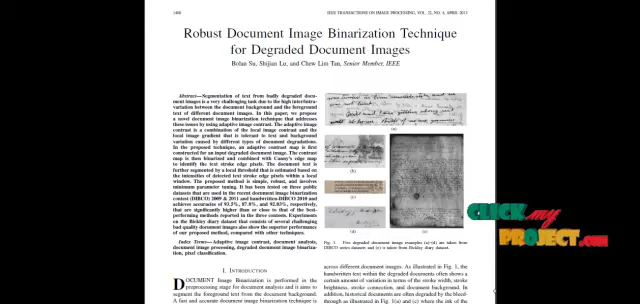 1408
IEEE TRANSACTIONS ON IMAGE PROCESSING, VOL. 22, NO. 4, APRIL 2013
Robust Document Image Binarization Technique
for Degraded Document Images
Bolan Su, Shijian Lu, and Chew Lim Tan, Senior Member, IEEE
Abstract—Segmentation of text from badly degraded docu-
ment images is a very challenging task due to the high inter/intra-
variation between the document background and the foreground
text of different document images. In this paper, we propose
a novel document image binarization technique that addresses
these issues by using adaptive image contrast. The adaptive image
contrast is a combination of the local image contrast and the
local image gradient that is tolerant to text and background
variation caused by different types of document degradations.
In the proposed technique, an adaptive contrast map is first
constructed for an input degraded document image. The contrast
map is then binarized and combined with Canny's edge map
to identify the text stroke edge pixels. The document text is
further segmented by a local threshold that is estimated based on
the intensities of detected text stroke edge pixels within a local
window. The proposed method is simple, robust, and involves
minimum parameter tuning. It has been tested on three public
datasets that are used in the recent document image binarization
contest (DIBCO) 2009 & 2011 and handwritten-DIBCO 2010 and
achieves accuracies of 93.5%, 87.8%, and 92.03%, respectively,
that are significantly higher than or close to that of the best-
performing methods reported in the three contests. Experiments
on the Bickley diary dataset that consists of several challenging
bad quality document images also show the superior performance
of our proposed method, compared with other techniques.
Index Terms—Adaptive image contrast, document analysis,
document image processing, degraded document image binariza-
tion, pixel classification.
I. INTRODUCTION
DOCUMENT Image Binarization is performed in the
preprocessing stage for document analysis and it aims to
segment the foreground text from the document background.
A fast and accurate document image binarization technique is
(a)
(b)
(c)
(d)
(e)
Fig. 1. Five degraded document image examples (a)–(d) are taken from
DIBCO series datasets and (e) is taken from Bickley diary dataset.
across different document images. As illustrated in Fig. 1, the
handwritten text within the degraded documents often shows a
certain amount of variation in terms of the stroke width, stroke
brightness, stroke connection, and document background. In
addition, historical documents are often degraded by the bleed-
through as illustrated in Fig. 1(a) and (c) where the ink of the
CLICK my
PROJECT.COM